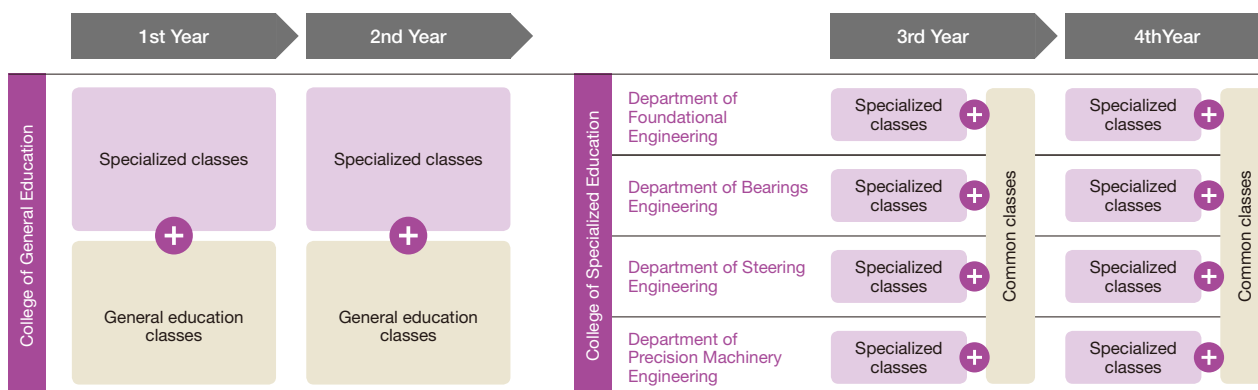 1st Year
2nd Year
3rd Year
4thYear
College of General Education
Specialized classes
Specialized classes
General education
classes
General education
classes
College of Specialized Education
Department of
Foundational
Engineering
Specialized
classes
Specialized
classes
Department of Bearings
Engineering
Specialized
classes
Specialized
classes
Department of Steering
Engineering
Specialized
classes
Specialized
classes
Department of
Precision Machinery
Engineering
Specialized
classes
Specialized
classes
Common classes
Common classes